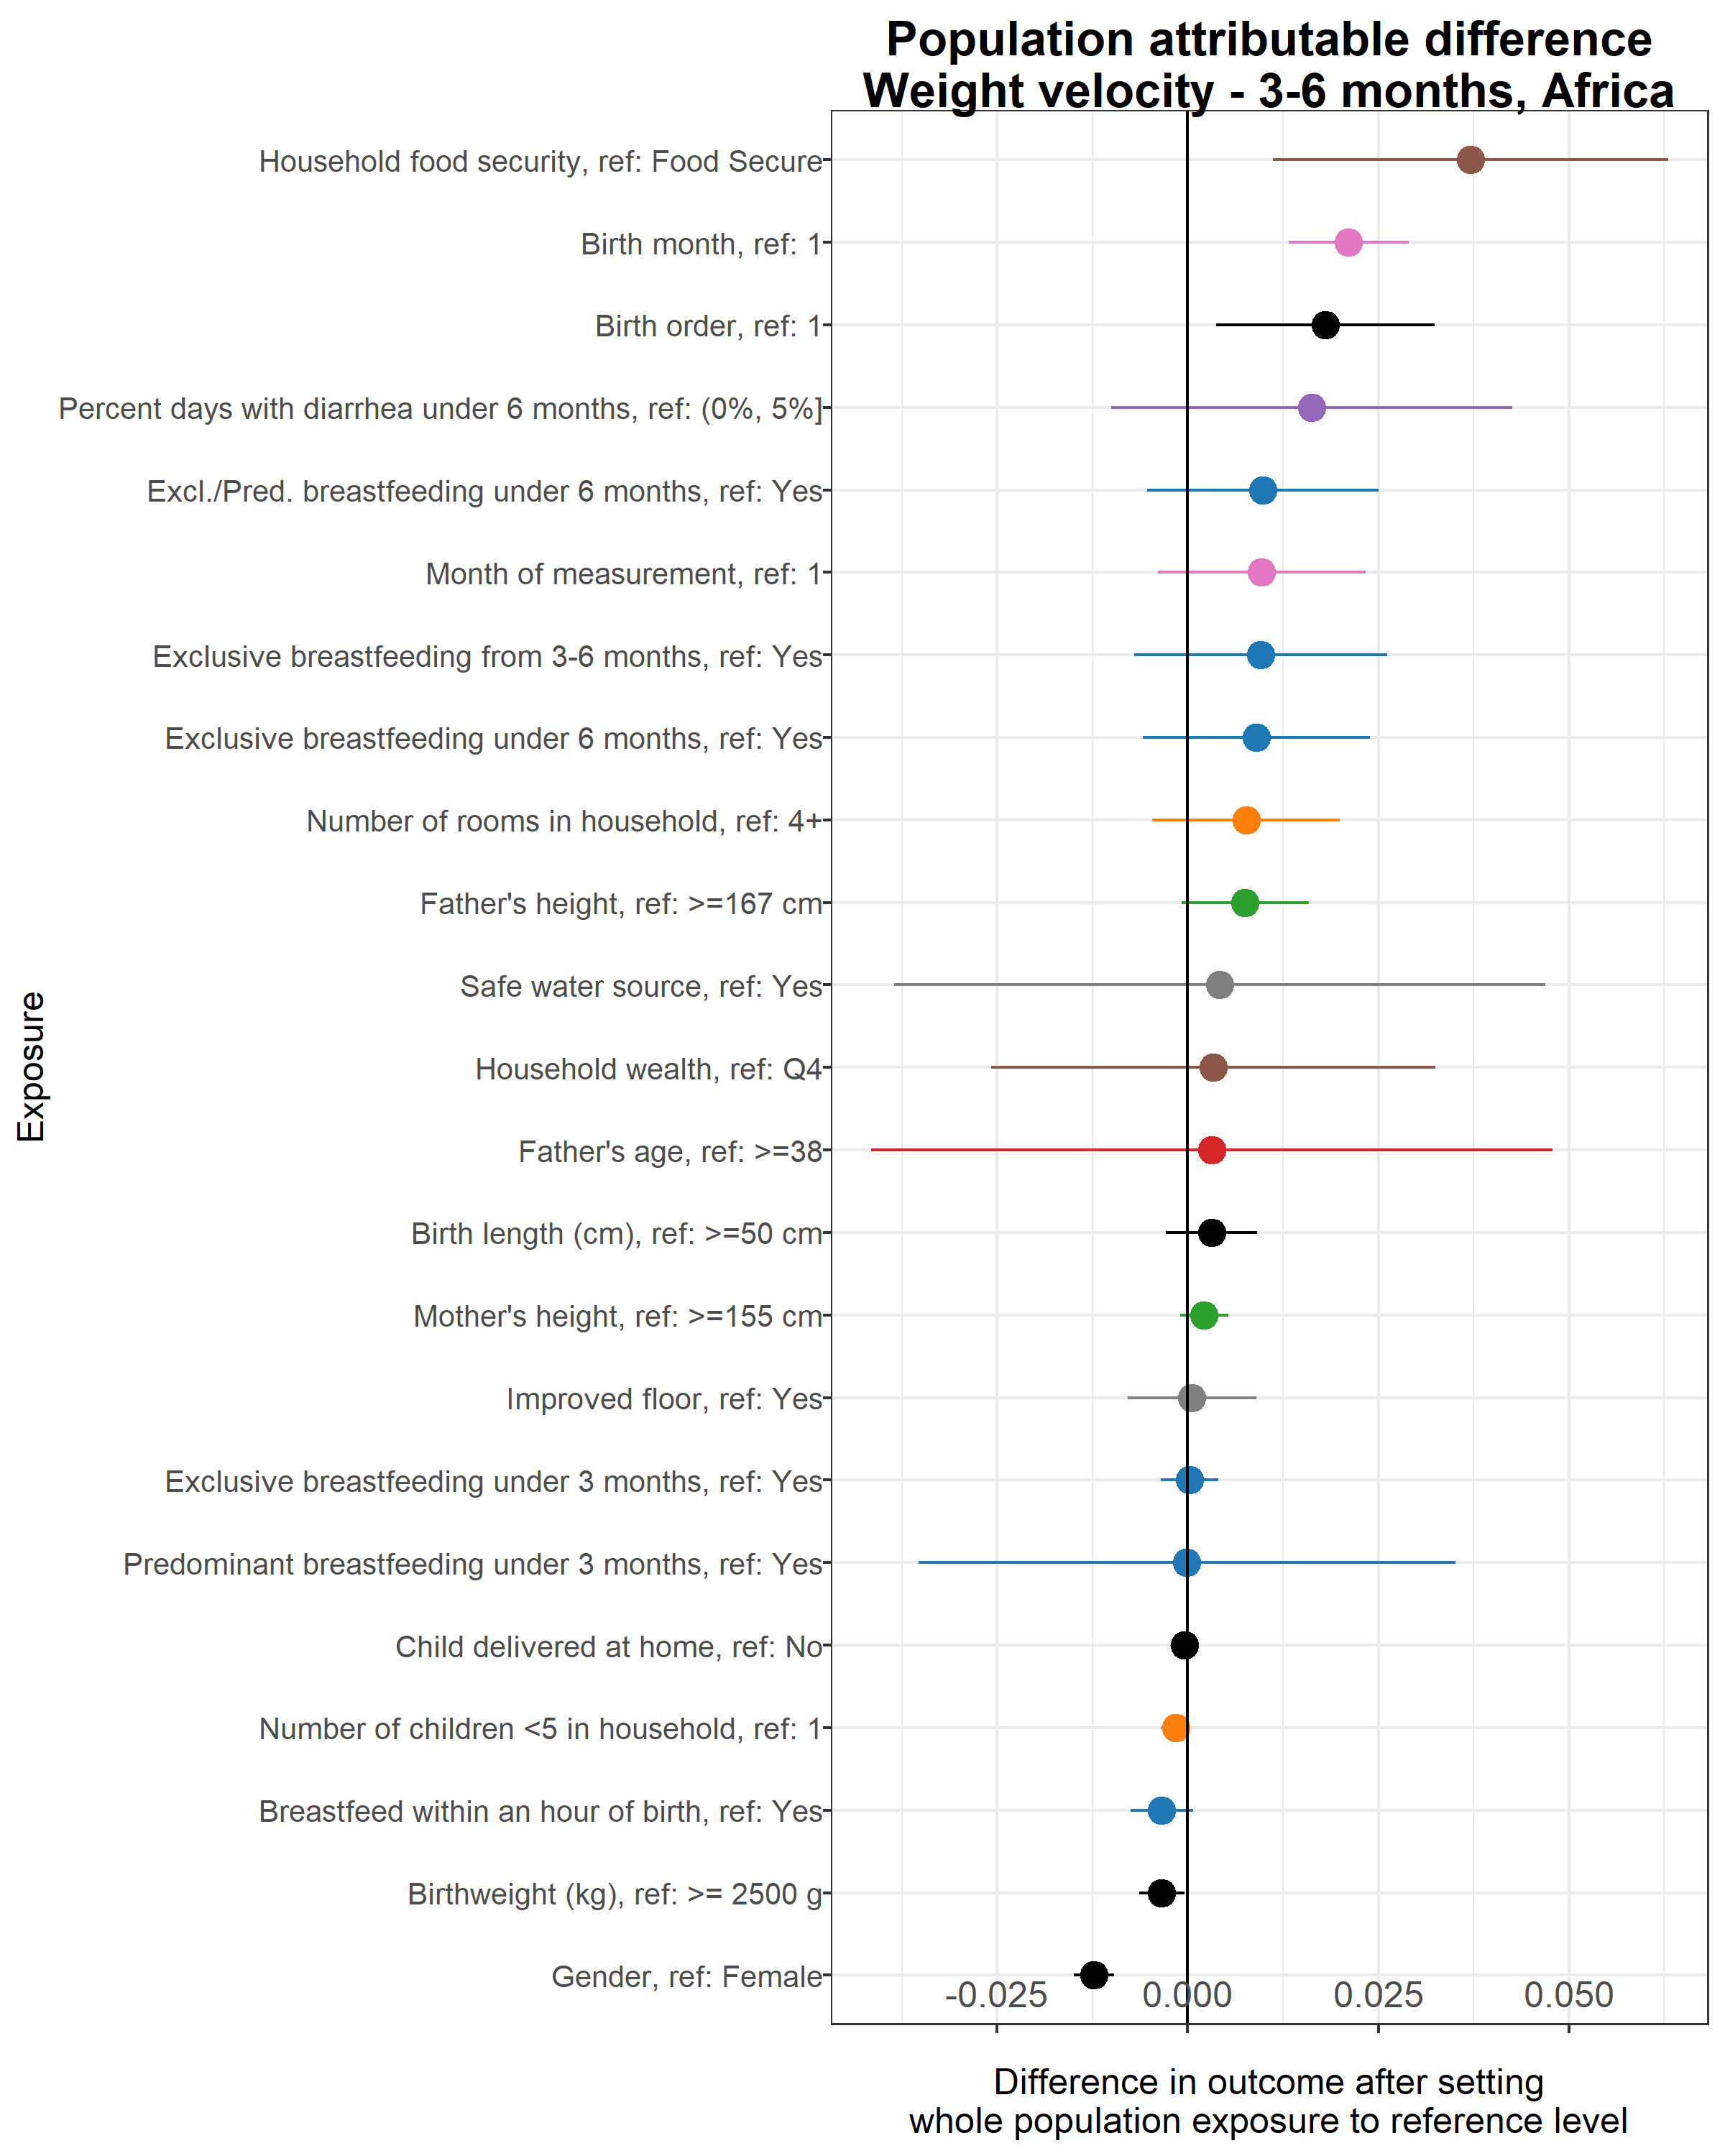 Population attributable difference
Weight velocity - 3-6 months, Africa
Household food security, ref: Food Secure
Birth month, ref: 1
Birth order, ref: 1
Percent days with diarrhea under 6 months, ref: (0%, 5%]
Excl./Pred. breastfeeding under 6 months, ref: Yes
Month of measurement, ref: 1
Exclusive breastfeeding from 3-6 months, ref: Yes
Exclusive breastfeeding under 6 months, ref: Yes
Number of rooms in household, ref: 4+
Father's height, ref: >=167 cm
Safe water source, ref: Yes
Household wealth, ref: Q4
Father's age, ref: >=38
Birth length (cm), ref: >=50 cm
Mother's height, ref: >=155 cm
Improved floor, ref: Yes
Exclusive breastfeeding under 3 months, ref: Yes
Predominant breastfeeding under 3 months, ref: Yes
Child delivered at home, ref: No
Number of children <5 in household, ref: 1
Breastfeed within an hour of birth, ref: Yes
Birthweight (kg), ref: >= 2500 g
Gender, ref: Female
Exposure
-0.025 0.000 0.025 0.050
Difference in outcome after setting
whole population exposure to reference level